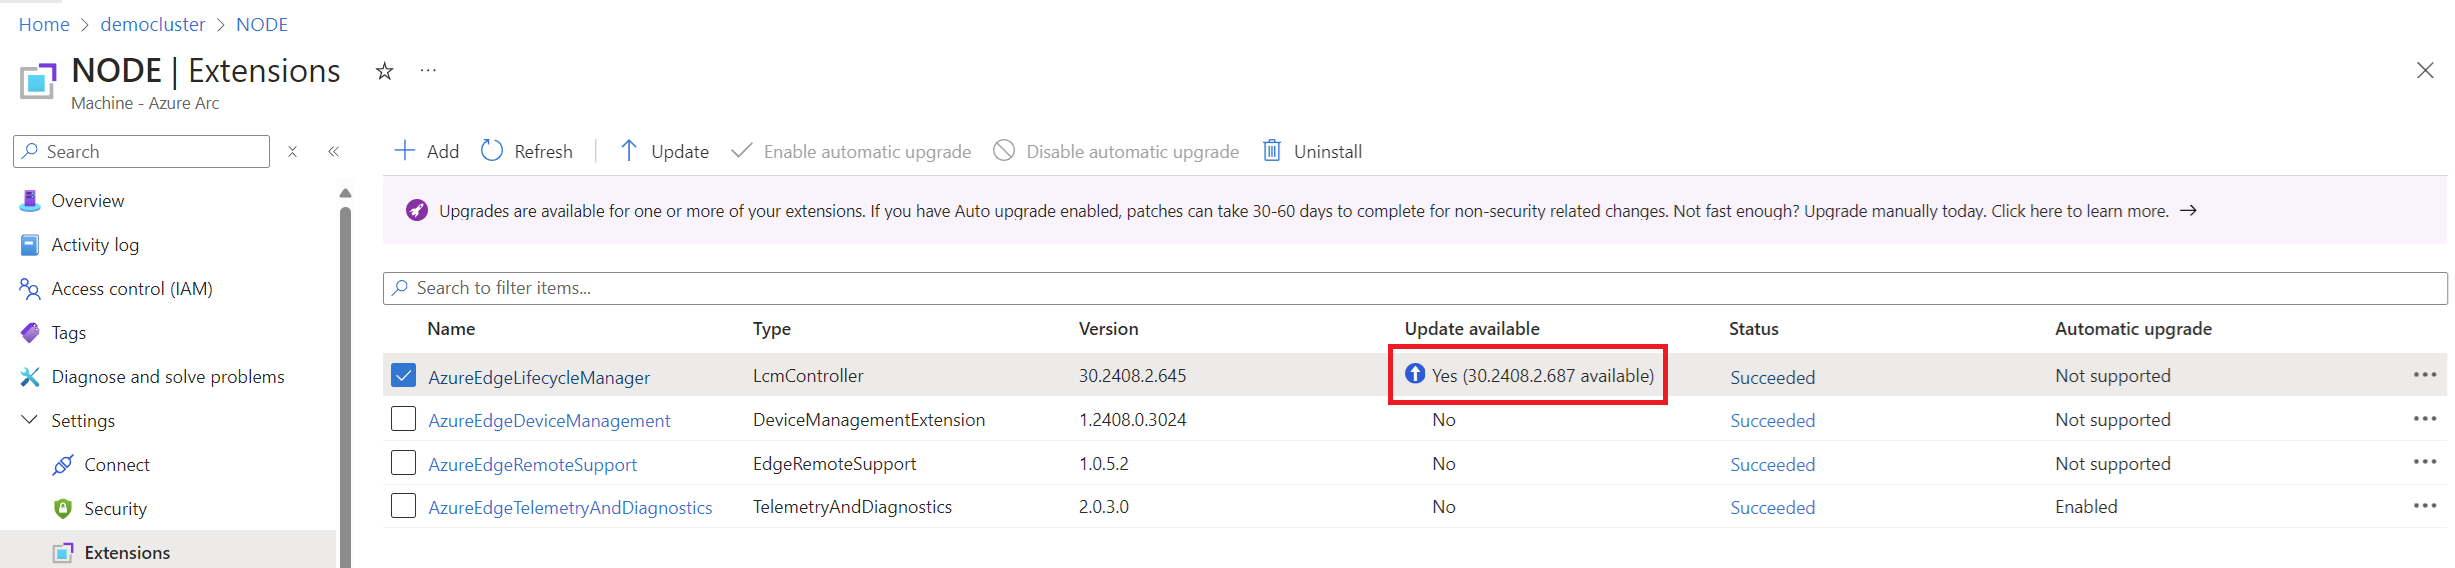 Home > democluster > NODE
NODE | Extensions
Machine - Azure Arc
Search
Add Refresh Update Enable automatic upgrade Disable automatic upgrade Uninstall
Upgrades are available for one or more of your extensions. If you have Auto upgrade enabled, patches can take 30-60 days to complete for non-security related changes. Not fast enough? Upgrade manually today. Click here to learn more. →
Overview
Activity log
Access control (IAM)
Tags
Diagnose and solve problems
Settings
Connect
Security
Extensions
Search to filter items...
Name Type Version Update available Status Automatic upgrade
AzureEdgeLifecycleManager LcmController 30.2408.2.645 Yes (30.2408.2.687 available) Succeeded Not supported
AzureEdgeDeviceManagement DeviceManagementExtension 1.2408.0.3024 No Succeeded Not supported
AzureEdgeRemoteSupport EdgeRemoteSupport 1.0.5.2 No Succeeded Not supported
AzureEdgeTelemetryAndDiagnostics TelemetryAndDiagnostics 2.0.3.0 No Succeeded Enabled